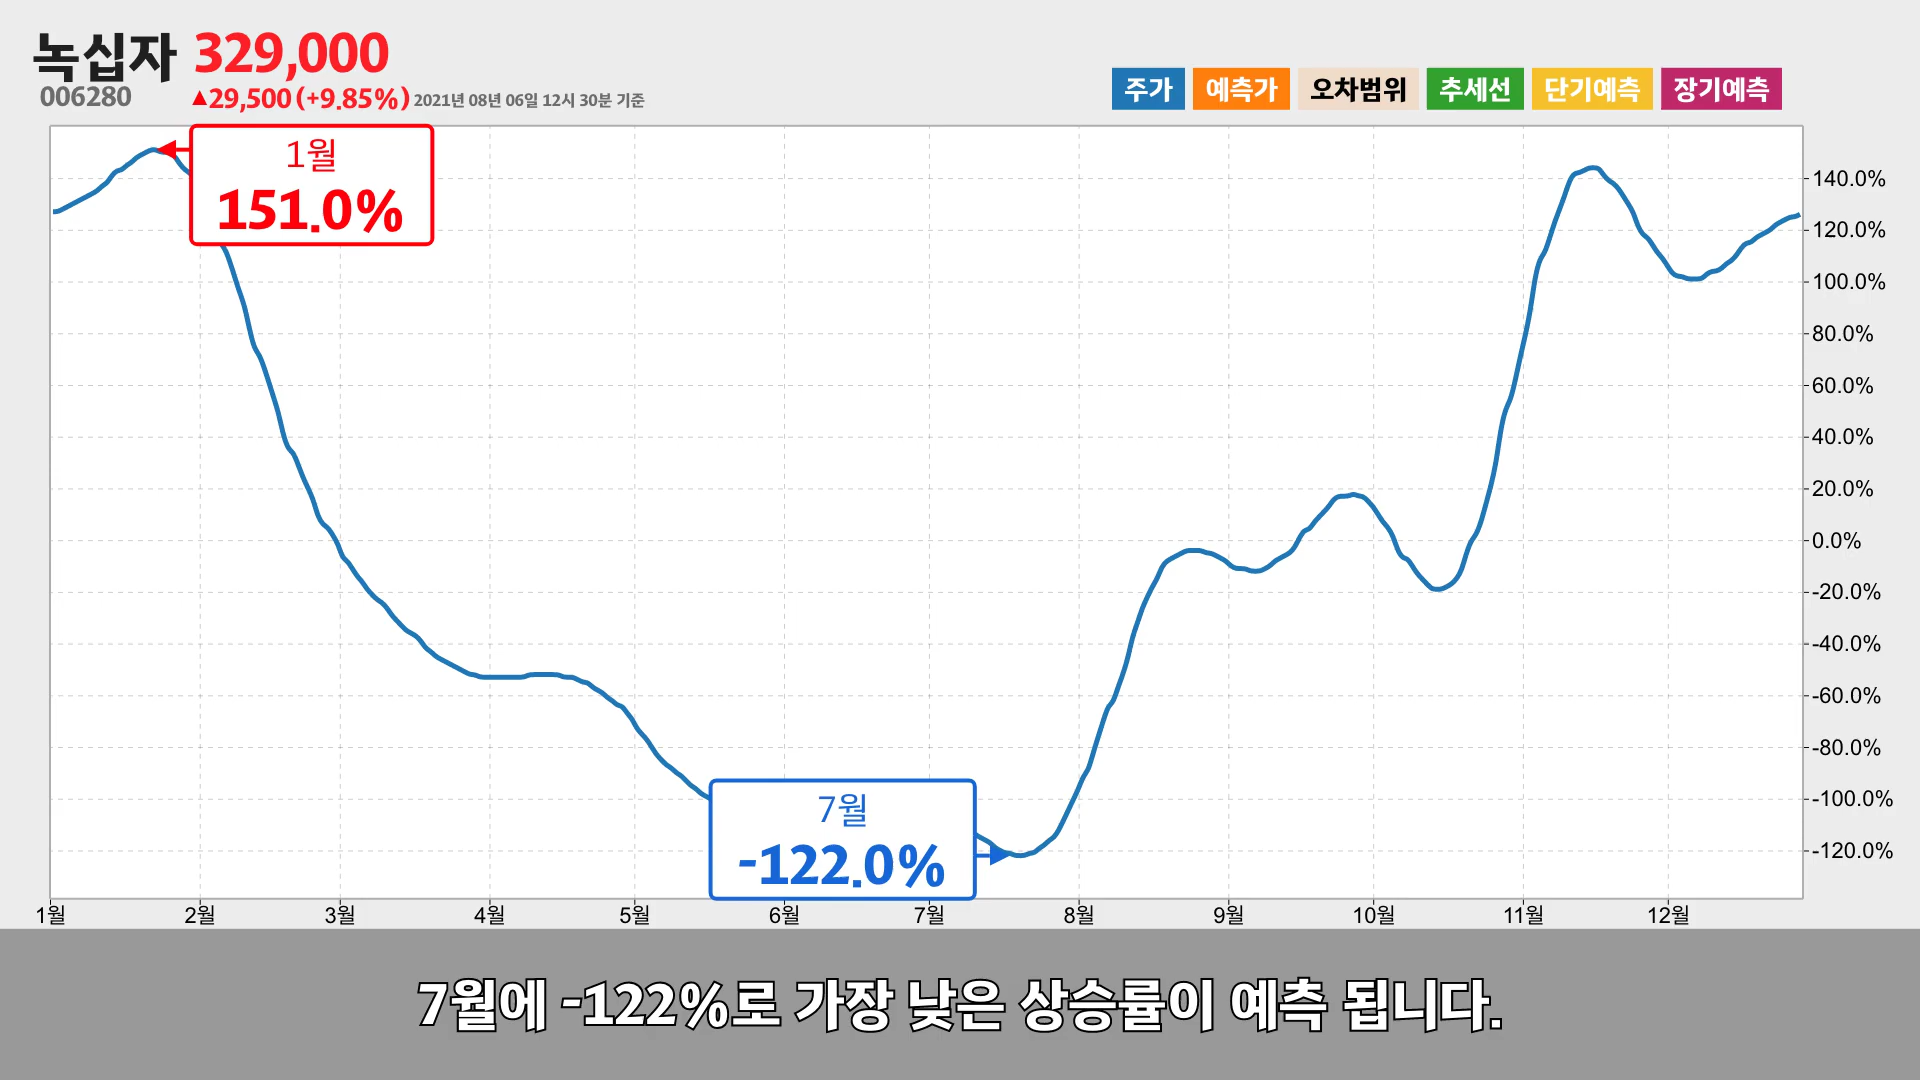 녹십자 329,000
006280 ▲29,500 (+9.85%) 2021년 08년 06일 12시 30분 기준
주가 예측가 오차범위 추세선 단기예측 장기예측
1월
151.0%
140.0%
120.0%
100.0%
80.0%
60.0%
40.0%
20.0%
0.0%
-20.0%
-40.0%
-60.0%
-80.0%
-100.0%
-120.0%
7월
-122.0%
1월 2월 3월 4월 5월 6월 7월 8월 9월 10월 11월 12월
7월에 -122%로 가장 낮은 상승률이 예측 됩니다.